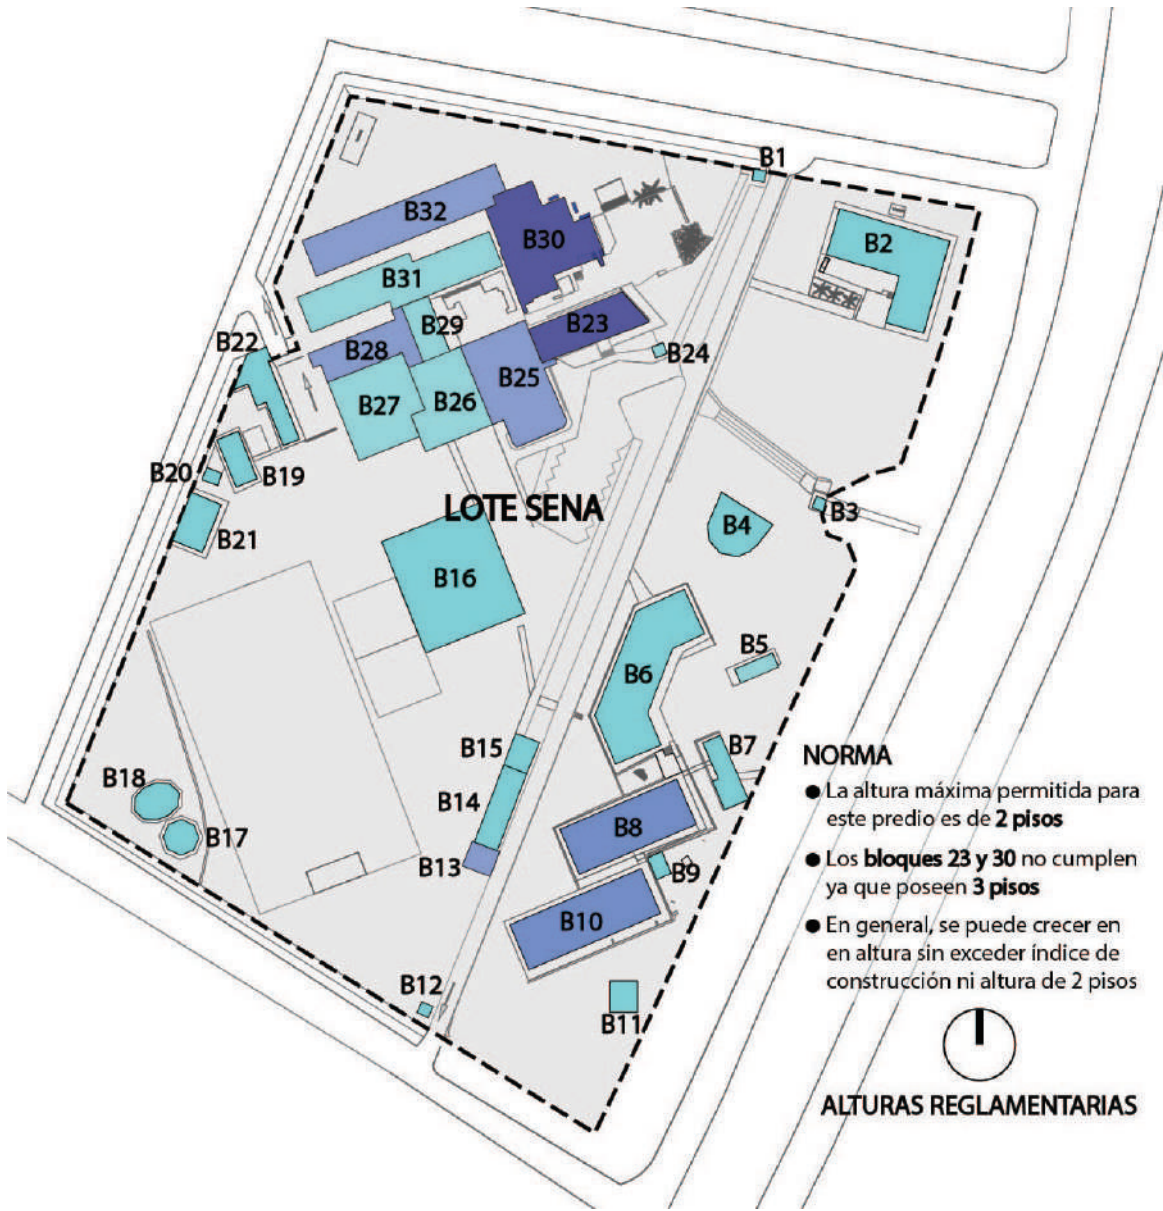 B1
B2
B32
B30
B31
B23
B29
B22
B28
B24
B25
B27
B26
B20
B19
LOTE SENA
B3
B4
B21
B16
B5
B6
B15
B7
NORMA
B18
● La altura máxima permitida para
este predio es de 2 pisos
B14
B17
B8
B13
B9
● Los bloques 23 y 30 no cumplen
ya que poseen 3 pisos
B10
● En general, se puede crecer en
en altura sin exceder índice de
construcción ni altura de 2 pisos
B12
B11
ALTURAS REGLAMENTARIAS